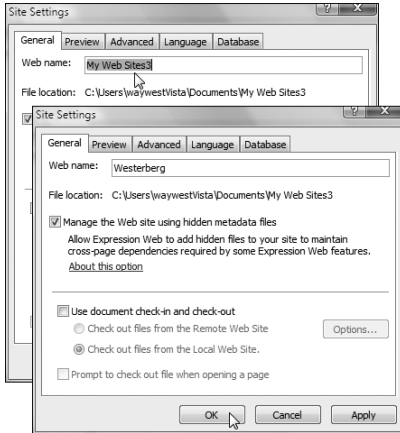 Site Settings
General Preview Advanced Language Database
Web name: My Web Sites3
File location: C:\Users\waywestVista\Documents\My Web Sites3
Site Settings
General Preview Advanced Language Database
Web name: Westerberg
File location: C:\Users\waywestVista\Documents\My Web Sites3
Manage the Web site using hidden metadata files
Allow Expression Web to add hidden files to your site to maintain
cross-page dependencies required by some Expression Web features.
About this option
Use document check-in and check-out
Check out files from the Remote Web Site
Options...
Check out files from the Local Web Site.
Prompt to check out file when opening a page
OK Cancel Apply